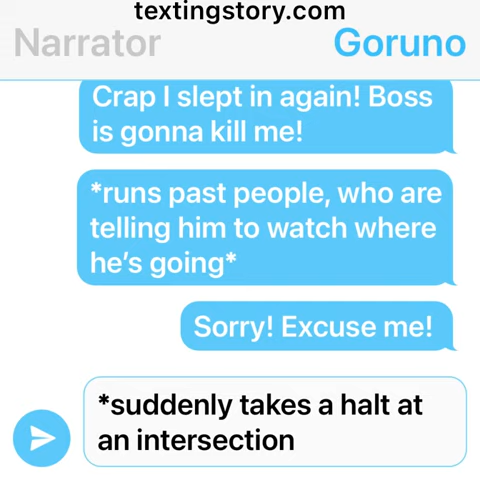 textingstory.com
Narrator
Goruno
Crap I slept in again! Boss
is gonna kill me!
*runs past people, who are
telling him to watch where
he’s going*
Sorry! Excuse me!
*suddenly takes a halt at
an intersection